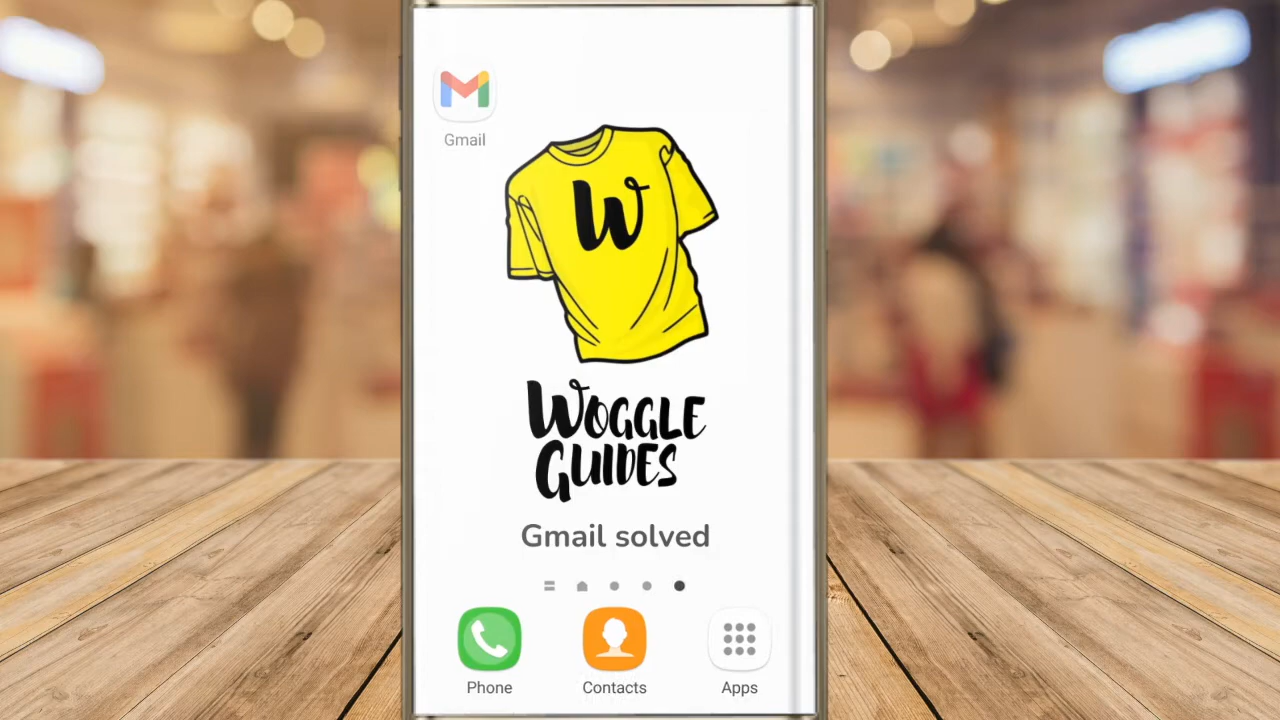 Gmail
W
WOGGLE
GUIDES
Gmail solved
Phone
Contacts
Apps